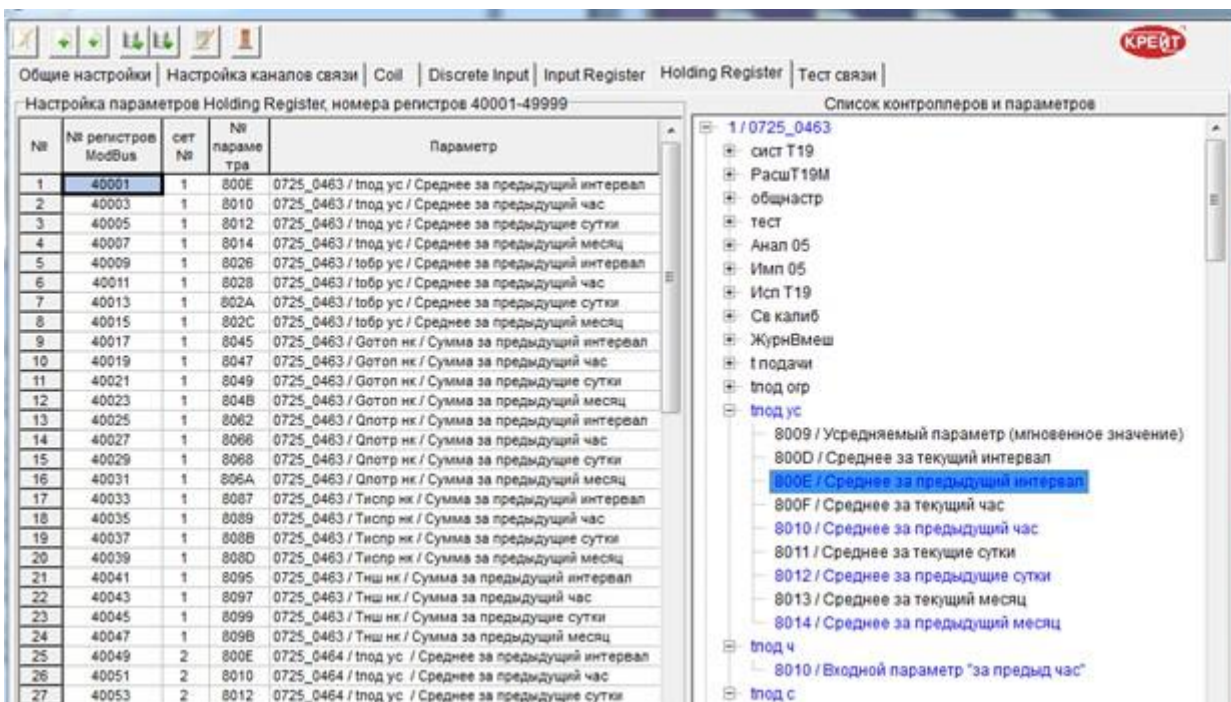 КРЕЙТ
Общие настройки Настройка каналов связи Coil Discrete Input Input Register Holding Register Тест связи
Настройка параметров Holding Register, номера регистров 40001-49999
№ № регистров ModBus сет № № параметра Параметр
1 40001 1 800E 0725_0463 / tпод ус / Среднее за предыдущий интервал
2 40003 1 8010 0725_0463 / tпод ус / Среднее за предыдущий час
3 40005 1 8012 0725_0463 / tпод ус / Среднее за предыдущие сутки
4 40007 1 8014 0725_0463 / tпод ус / Среднее за предыдущий месяц
5 40009 1 8026 0725_0463 / tобр ус / Среднее за предыдущий интервал
6 40011 1 8028 0725_0463 / tобр ус / Среднее за предыдущий час
7 40013 1 802A 0725_0463 / tобр ус / Среднее за предыдущие сутки
8 40015 1 802C 0725_0463 / tобр ус / Среднее за предыдущий месяц
9 40017 1 8045 0725_0463 / Gотоп нк / Сумма за предыдущий интервал
10 40019 1 8047 0725_0463 / Gотоп нк / Сумма за предыдущий час
11 40021 1 8049 0725_0463 / Gотоп нк / Сумма за предыдущие сутки
12 40023 1 804B 0725_0463 / Gотоп нк / Сумма за предыдущий месяц
13 40025 1 8062 0725_0463 / Qпотр нк / Сумма за предыдущий интервал
14 40027 1 8066 0725_0463 / Qпотр нк / Сумма за предыдущий час
15 40029 1 8068 0725_0463 / Qпотр нк / Сумма за предыдущие сутки
16 40031 1 806A 0725_0463 / Qпотр нк / Сумма за предыдущий месяц
17 40033 1 8087 0725_0463 / Tиспр нк / Сумма за предыдущий интервал
18 40035 1 8089 0725_0463 / Tиспр нк / Сумма за предыдущий час
19 40037 1 808B 0725_0463 / Tиспр нк / Сумма за предыдущие сутки
20 40039 1 808D 0725_0463 / Tиспр нк / Сумма за предыдущий месяц
21 40041 1 8095 0725_0463 / Tнш нк / Сумма за предыдущий интервал
22 40043 1 8097 0725_0463 / Tнш нк / Сумма за предыдущий час
23 40045 1 8099 0725_0463 / Tнш нк / Сумма за предыдущие сутки
24 40047 1 809B 0725_0463 / Tнш нк / Сумма за предыдущий месяц
25 40049 2 800E 0725_0464 / tпод ус / Среднее за предыдущий интервал
26 40051 2 8010 0725_0464 / tпод ус / Среднее за предыдущий час
27 40053 2 8012 0725_0464 / tпод ус / Среднее за предыдущие сутки
Список контроллеров и параметров
1 / 0725_0463
сист T19
РасшT19М
общнастр
тест
Анал 05
Имп 05
Исп T19
Св калиб
ЖурнВмеш
t подачи
tпод огр
tпод ус
8009 / Усредняемый параметр (мгновенное значение)
800D / Среднее за текущий интервал
800E / Среднее за предыдущий интервал
800F / Среднее за текущий час
8010 / Среднее за предыдущий час
8011 / Среднее за текущие сутки
8012 / Среднее за предыдущие сутки
8013 / Среднее за текущий месяц
8014 / Среднее за предыдущий месяц
tпод ч
8010 / Входной параметр "за предыд час"
tпод с